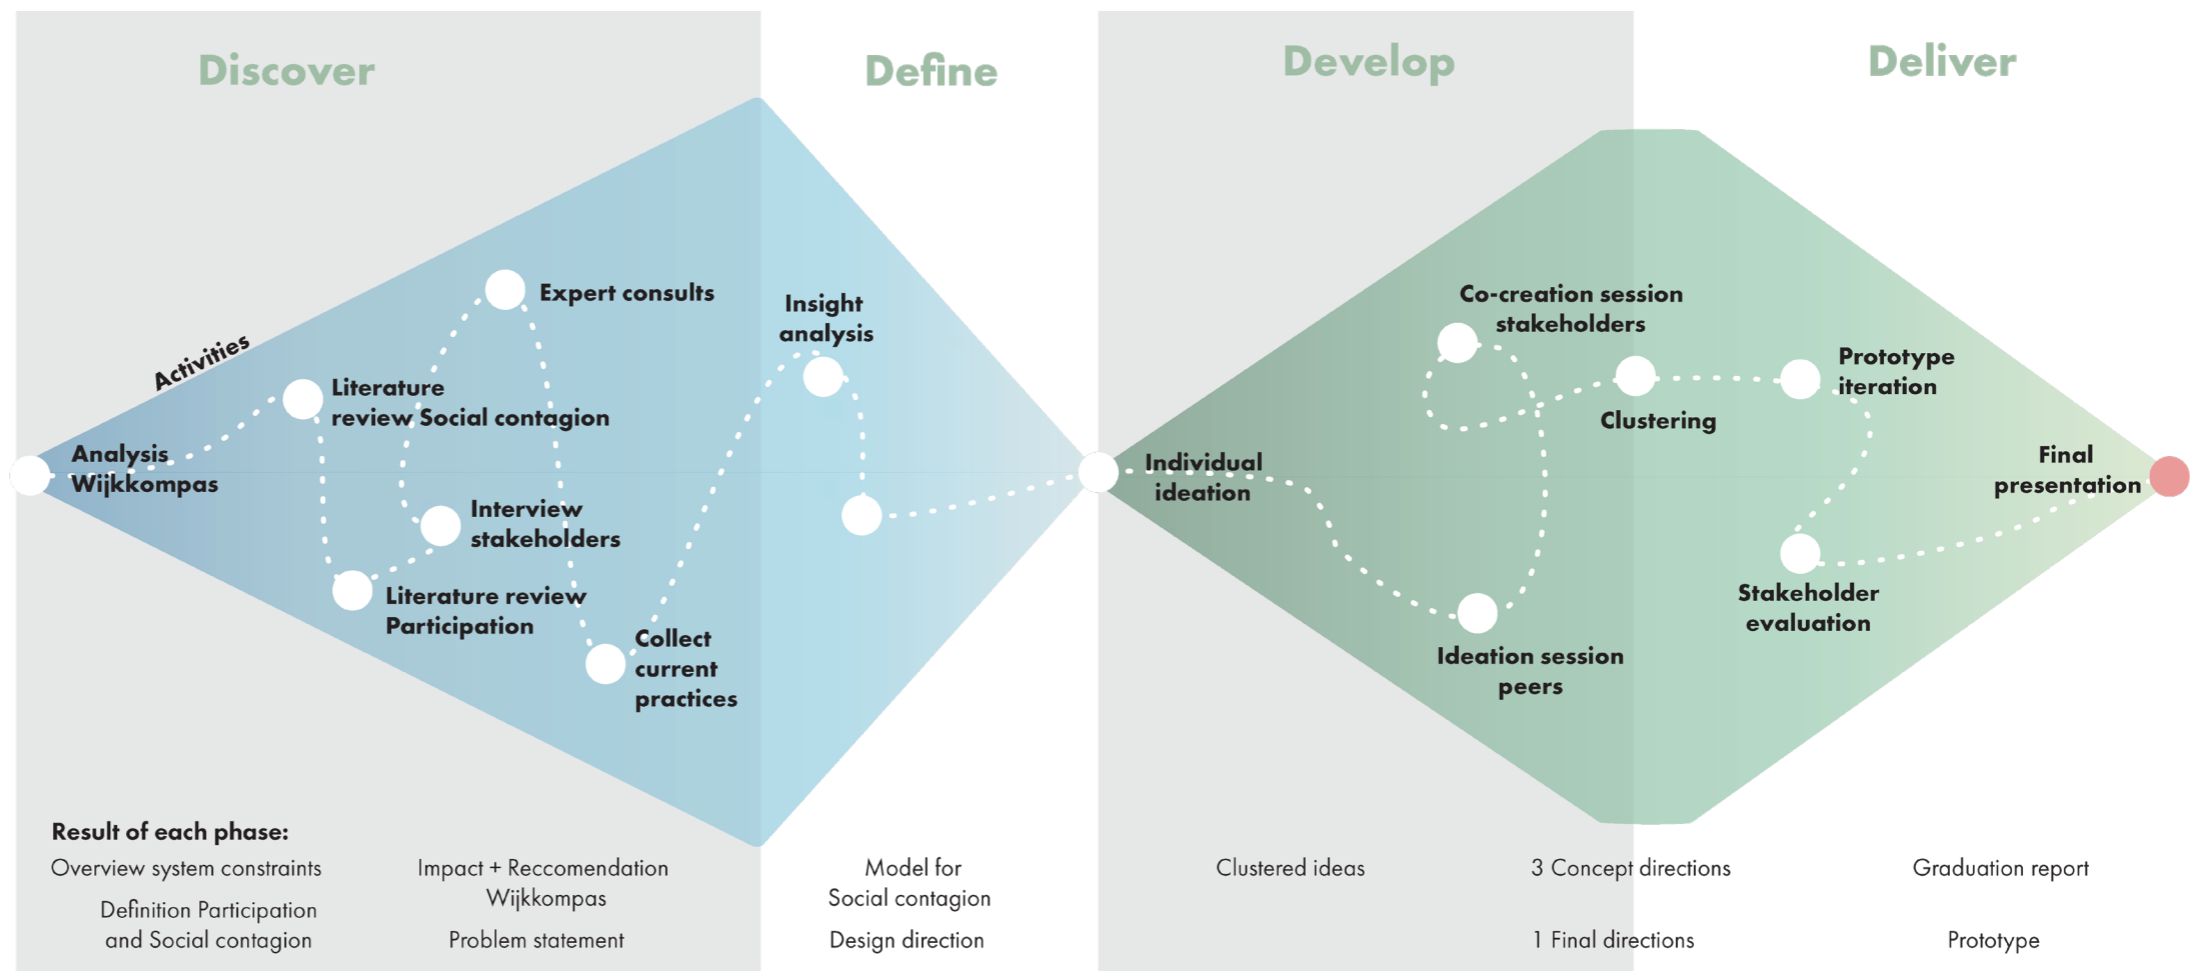 Discover
Define
Develop
Deliver
Activities
Analysis
Wijkkompas
Literature
review Social contagion
Literature review
Participation
Interview
stakeholders
Expert consults
Collect
current
practices
Insight
analysis
Individual
ideation
Ideation session
peers
Co-creation session
stakeholders
Clustering
Prototype
iteration
Stakeholder
evaluation
Final
presentation
Result of each phase:
Overview system constraints
Definition Participation
and Social contagion
Impact + Reccomendation
Wijkkompas
Problem statement
Model for
Social contagion
Design direction
Clustered ideas
3 Concept directions
1 Final directions
Graduation report
Prototype